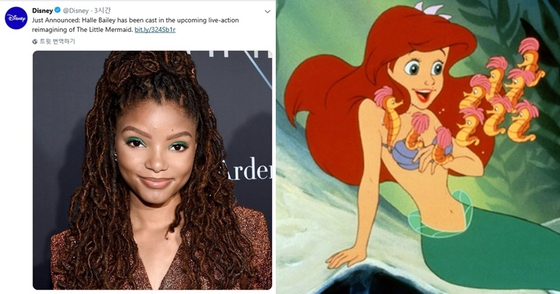 Disney
Disney @Disney · 3시간
Just Announced: Halle Bailey has been cast in the upcoming live-action
reimagining of The Little Mermaid. bit.ly/324Sb1r
트윗 번역하기
Arden